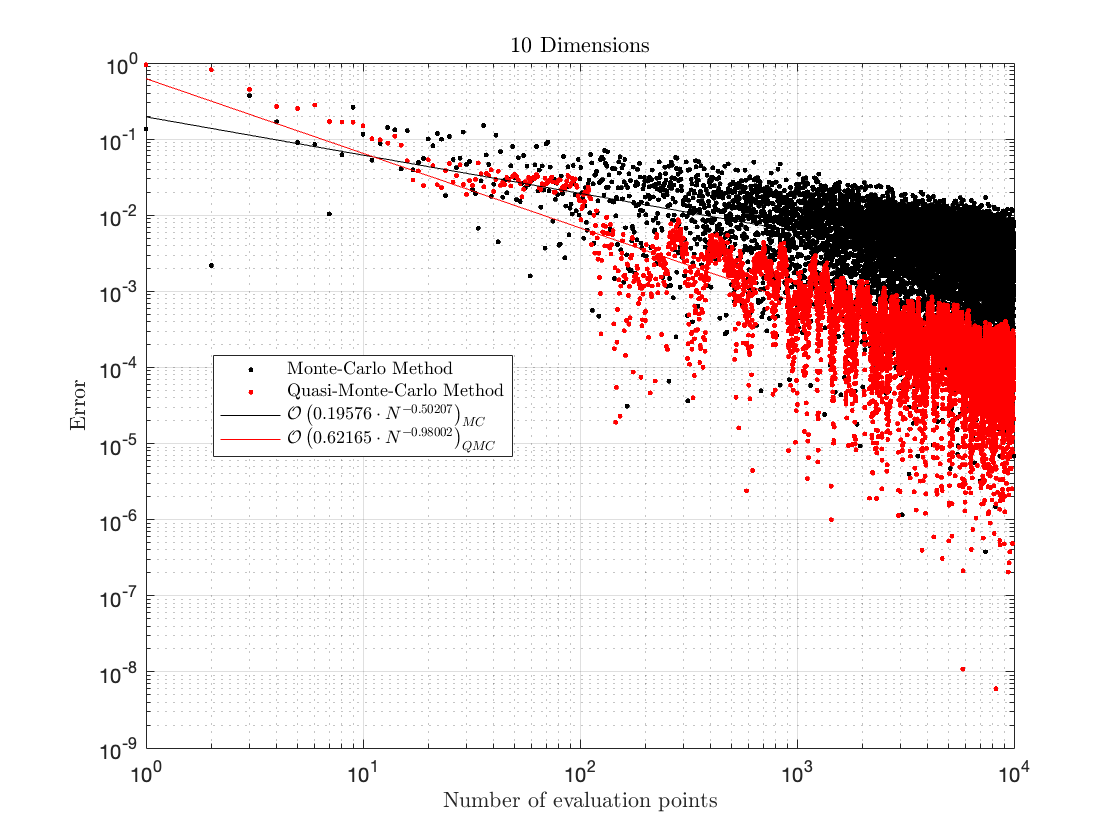 10 Dimensions
10^0
10^-1
10^-2
10^-3
10^-4
10^-5
10^-6
10^-7
10^-8
10^-9
Error
Monte-Carlo Method
Quasi-Monte-Carlo Method
𝒪 (0.19576 · N^-0.50207)_MC
𝒪 (0.62165 · N^-0.98002)_QMC
10^0 10^1 10^2 10^3 10^4
Number of evaluation points